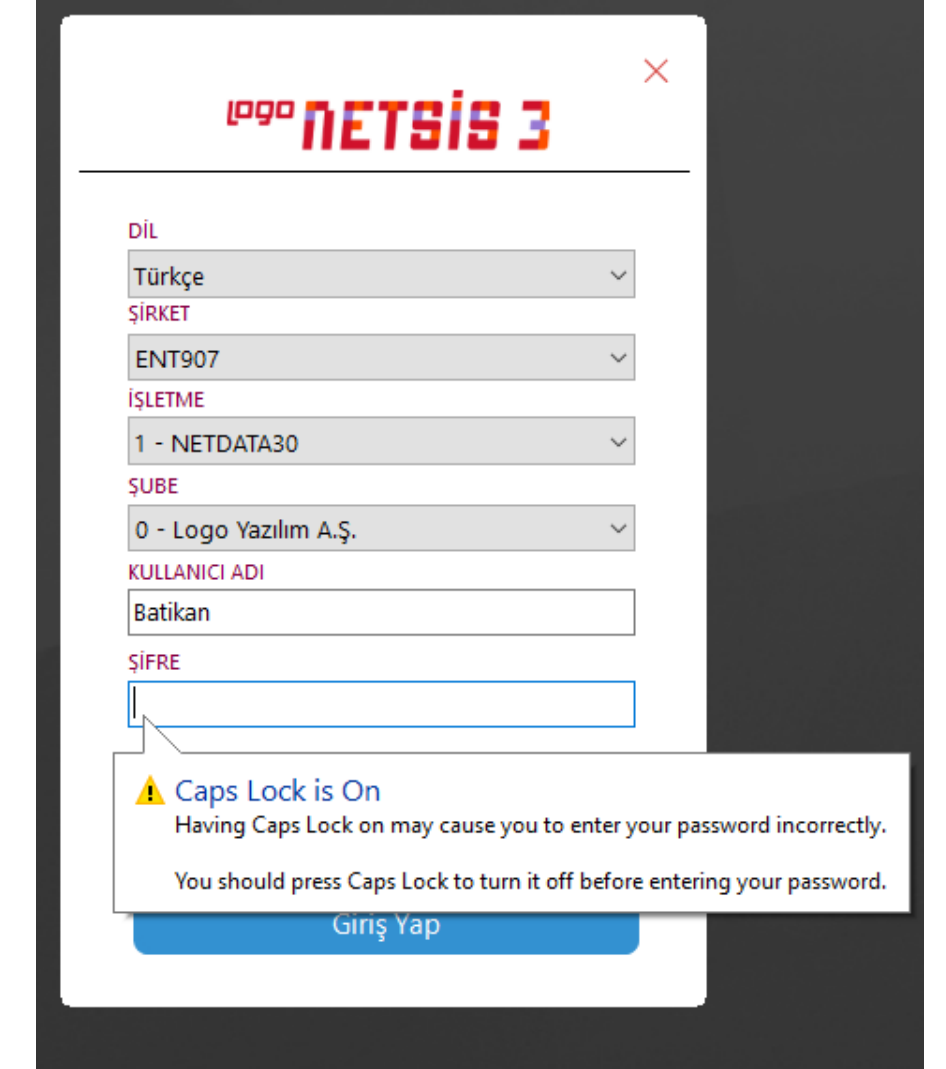 LOGO NETSİS 3
DİL
Türkçe
ŞİRKET
ENT907
İŞLETME
1 - NETDATA30
ŞUBE
0 - Logo Yazılım A.Ş.
KULLANICI ADI
Batikan
ŞİFRE
Caps Lock is On
Having Caps Lock on may cause you to enter your password incorrectly.
You should press Caps Lock to turn it off before entering your password.
Giriş Yap